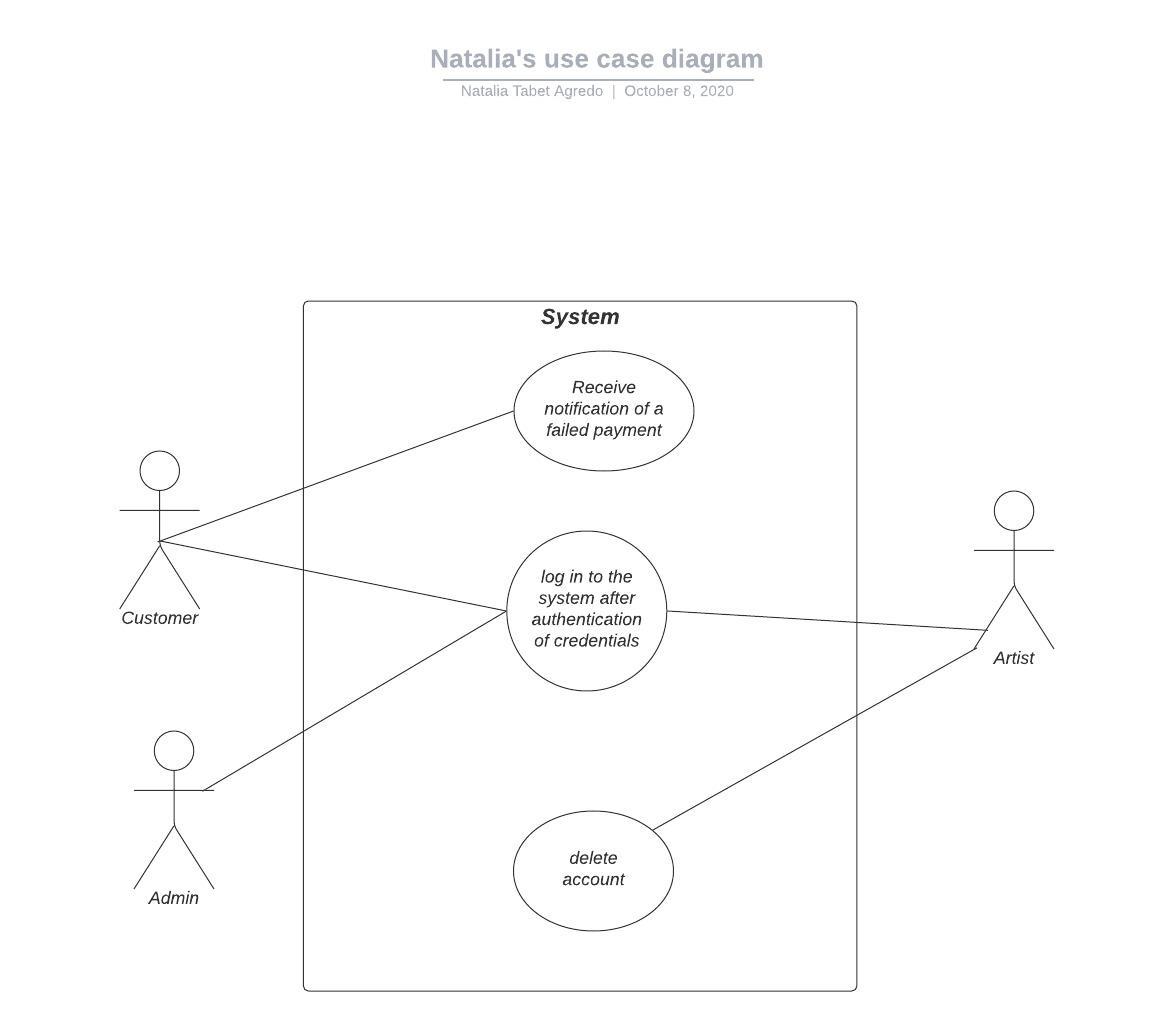 Natalia's use case diagram
Natalia Tabet Agredo | October 8, 2020
System
Receive
notification of a
failed payment
log in to the
system after
authentication
of credentials
Customer
Artist
delete
account
Admin